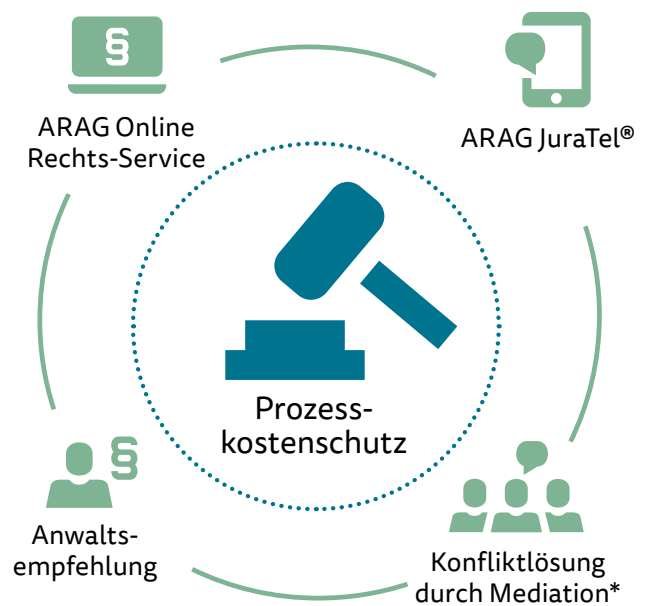 §
ARAG Online
Rechts-Service
ARAG JuraTel®
Prozess-
kostenschutz
§
Anwalts-
empfehlung
Konfliktlösung
durch Mediation*